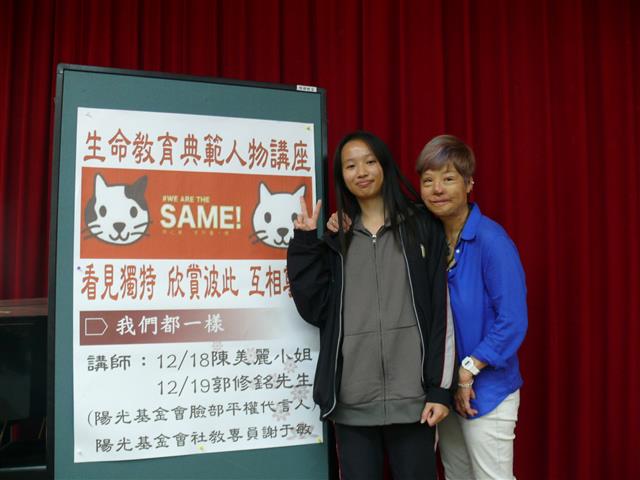 生命教育典範人物講座
#WE ARE THE
SAME!
看見獨特 欣賞彼此 互相
我們都一樣
講師：12/18陳美麗小姐
12/19郭修銘先生
(陽光基金會臉部平權代言人)
陽光基金會社教專員謝于敏